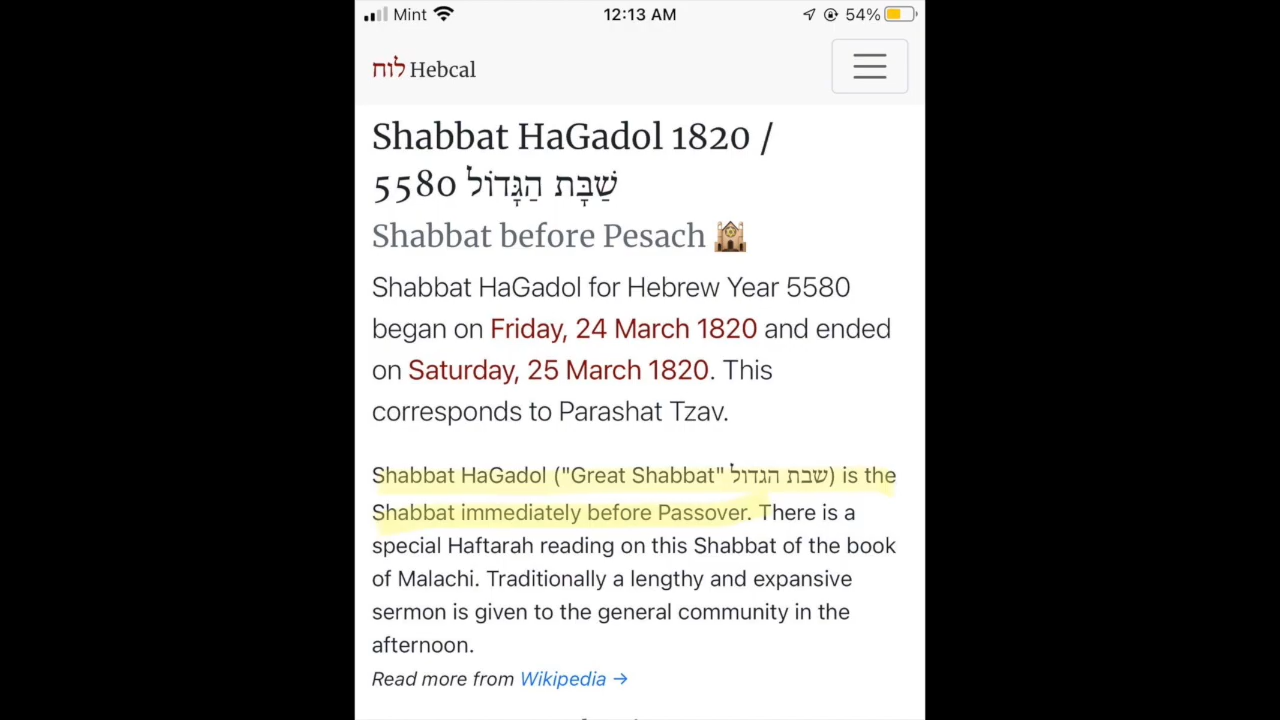 Mint 12:13 AM 54%
לוח Hebcal
Shabbat HaGadol 1820 /
5580 שַׁבָּת הַגָּדוֹל
Shabbat before Pesach
Shabbat HaGadol for Hebrew Year 5580
began on Friday, 24 March 1820 and ended
on Saturday, 25 March 1820. This
corresponds to Parashat Tzav.
Shabbat HaGadol ("Great Shabbat" שבת הגדול) is the
Shabbat immediately before Passover. There is a
special Haftarah reading on this Shabbat of the book
of Malachi. Traditionally a lengthy and expansive
sermon is given to the general community in the
afternoon.
Read more from Wikipedia →